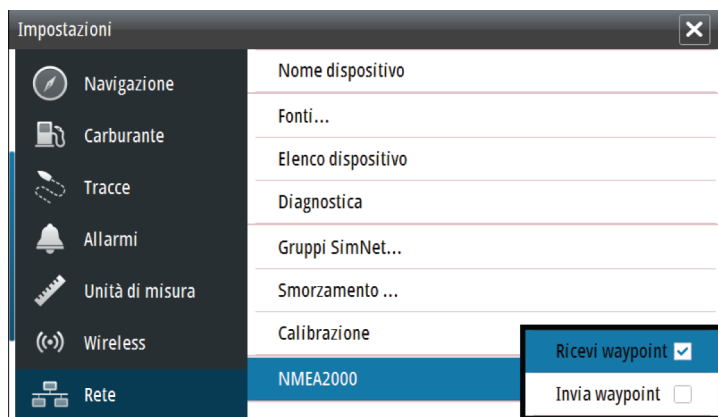 Impostazioni
Navigazione
Carburante
Tracce
Allarmi
Unità di misura
Wireless
Rete
Nome dispositivo
Fonti...
Elenco dispositivo
Diagnostica
Gruppi SimNet...
Smorzamento ...
Calibrazione
NMEA2000
Ricevi waypoint
Invia waypoint